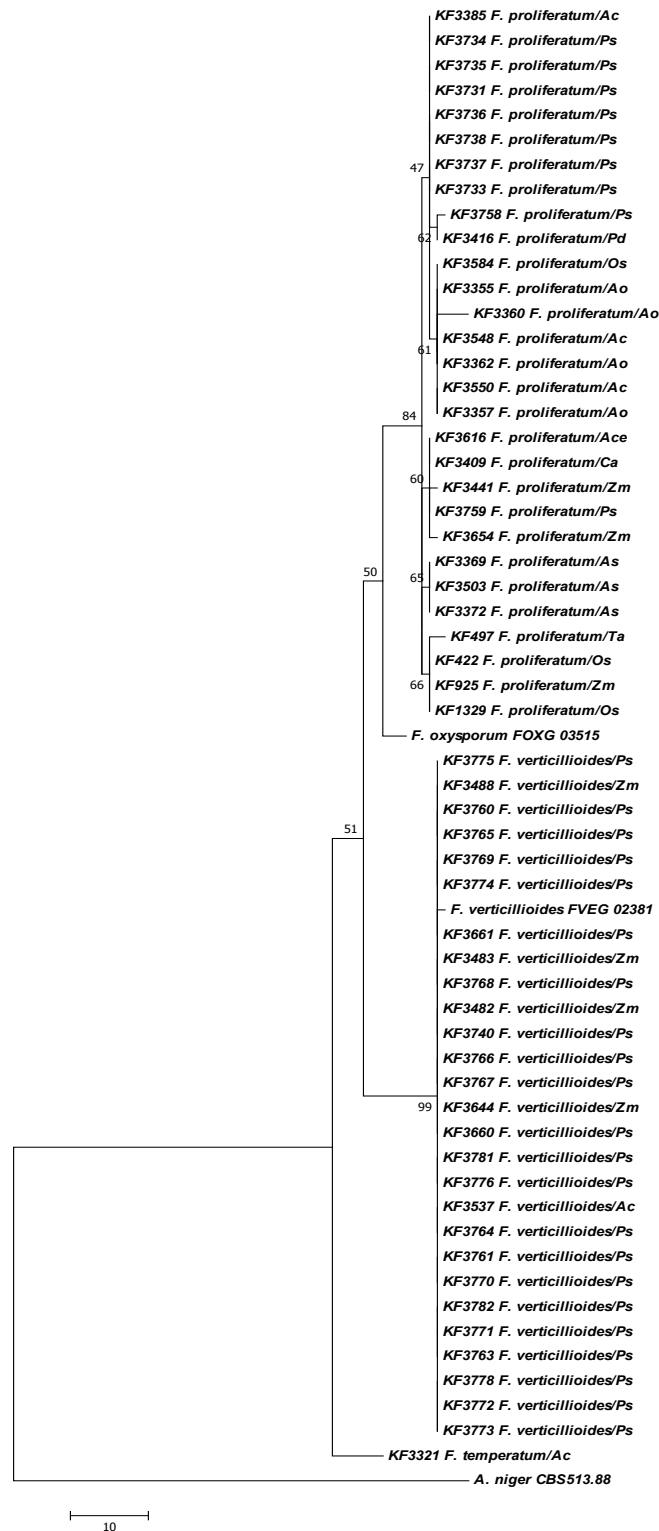 KF3385 F. proliferatum/Ac
KF3734 F. proliferatum/Ps
KF3735 F. proliferatum/Ps
KF3731 F. proliferatum/Ps
KF3736 F. proliferatum/Ps
KF3738 F. proliferatum/Ps
KF3737 F. proliferatum/Ps
47
KF3733 F. proliferatum/Ps
KF3758 F. proliferatum/Ps
62
KF3416 F. proliferatum/Pd
KF3584 F. proliferatum/Os
KF3355 F. proliferatum/Ao
KF3360 F. proliferatum/Ao
KF3548 F. proliferatum/Ac
61
KF3362 F. proliferatum/Ao
KF3550 F. proliferatum/Ac
KF3357 F. proliferatum/Ao
84
KF3616 F. proliferatum/Ace
KF3409 F. proliferatum/Ca
60
KF3441 F. proliferatum/Zm
KF3759 F. proliferatum/Ps
KF3654 F. proliferatum/Zm
KF3369 F. proliferatum/As
50
65
KF3503 F. proliferatum/As
KF3372 F. proliferatum/As
KF497 F. proliferatum/Ta
KF422 F. proliferatum/Os
66
KF925 F. proliferatum/Zm
KF1329 F. proliferatum/Os
F. oxysporum FOXG 03515
KF3775 F. verticillioides/Ps
KF3488 F. verticillioides/Zm
KF3760 F. verticillioides/Ps
51
KF3765 F. verticillioides/Ps
KF3769 F. verticillioides/Ps
KF3774 F. verticillioides/Ps
F. verticillioides FVEG 02381
KF3661 F. verticillioides/Ps
KF3483 F. verticillioides/Zm
KF3768 F. verticillioides/Ps
KF3482 F. verticillioides/Zm
KF3740 F. verticillioides/Ps
KF3766 F. verticillioides/Ps
KF3767 F. verticillioides/Ps
99
KF3644 F. verticillioides/Zm
KF3660 F. verticillioides/Ps
KF3781 F. verticillioides/Ps
KF3776 F. verticillioides/Ps
KF3537 F. verticillioides/Ac
KF3764 F. verticillioides/Ps
KF3761 F. verticillioides/Ps
KF3770 F. verticillioides/Ps
KF3782 F. verticillioides/Ps
KF3771 F. verticillioides/Ps
KF3763 F. verticillioides/Ps
KF3778 F. verticillioides/Ps
KF3772 F. verticillioides/Ps
KF3773 F. verticillioides/Ps
KF3321 F. temperatum/Ac
A. niger CBS513.88
10